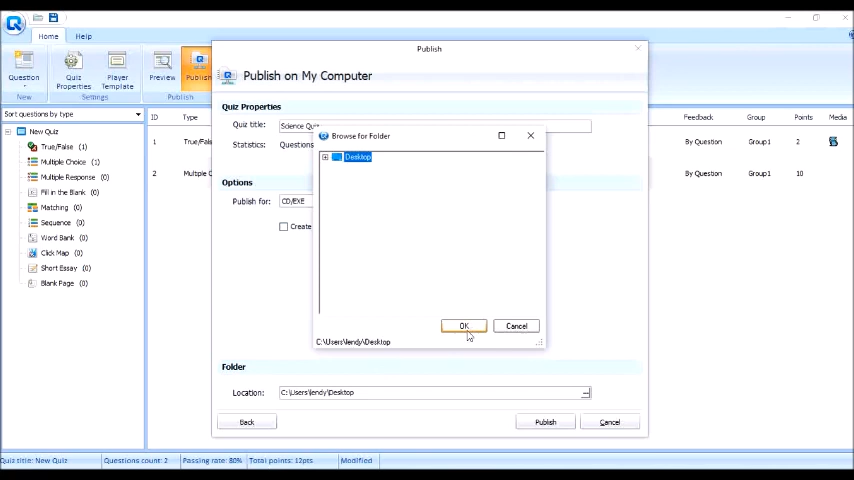 Home Help
Question
New
Quiz Properties
Player Template
Settings
Preview
Publish
Publish
Sort questions by type
New Quiz
True/False (1)
Multiple Choice (1)
Multiple Response (0)
Fill in the Blank (0)
Matching (0)
Sequence (0)
Word Bank (0)
Click Map (0)
Short Essay (0)
Blank Page (0)
ID Type Feedback Group Points Media
1 True/Fals By Question Group1 2
2 Multiple C By Question Group1 10
Publish
Publish on My Computer
Quiz Properties
Quiz title: Science Quiz
Statistics: Questions
Options
Publish for: CD/EXE
Create
Browse for Folder
Desktop
OK Cancel
C:\Users\lendy\Desktop
Folder
Location: C:\Users\lendy\Desktop
Back Publish Cancel
Quiz title: New Quiz Questions count: 2 Passing rate: 80% Total points: 12pts Modified